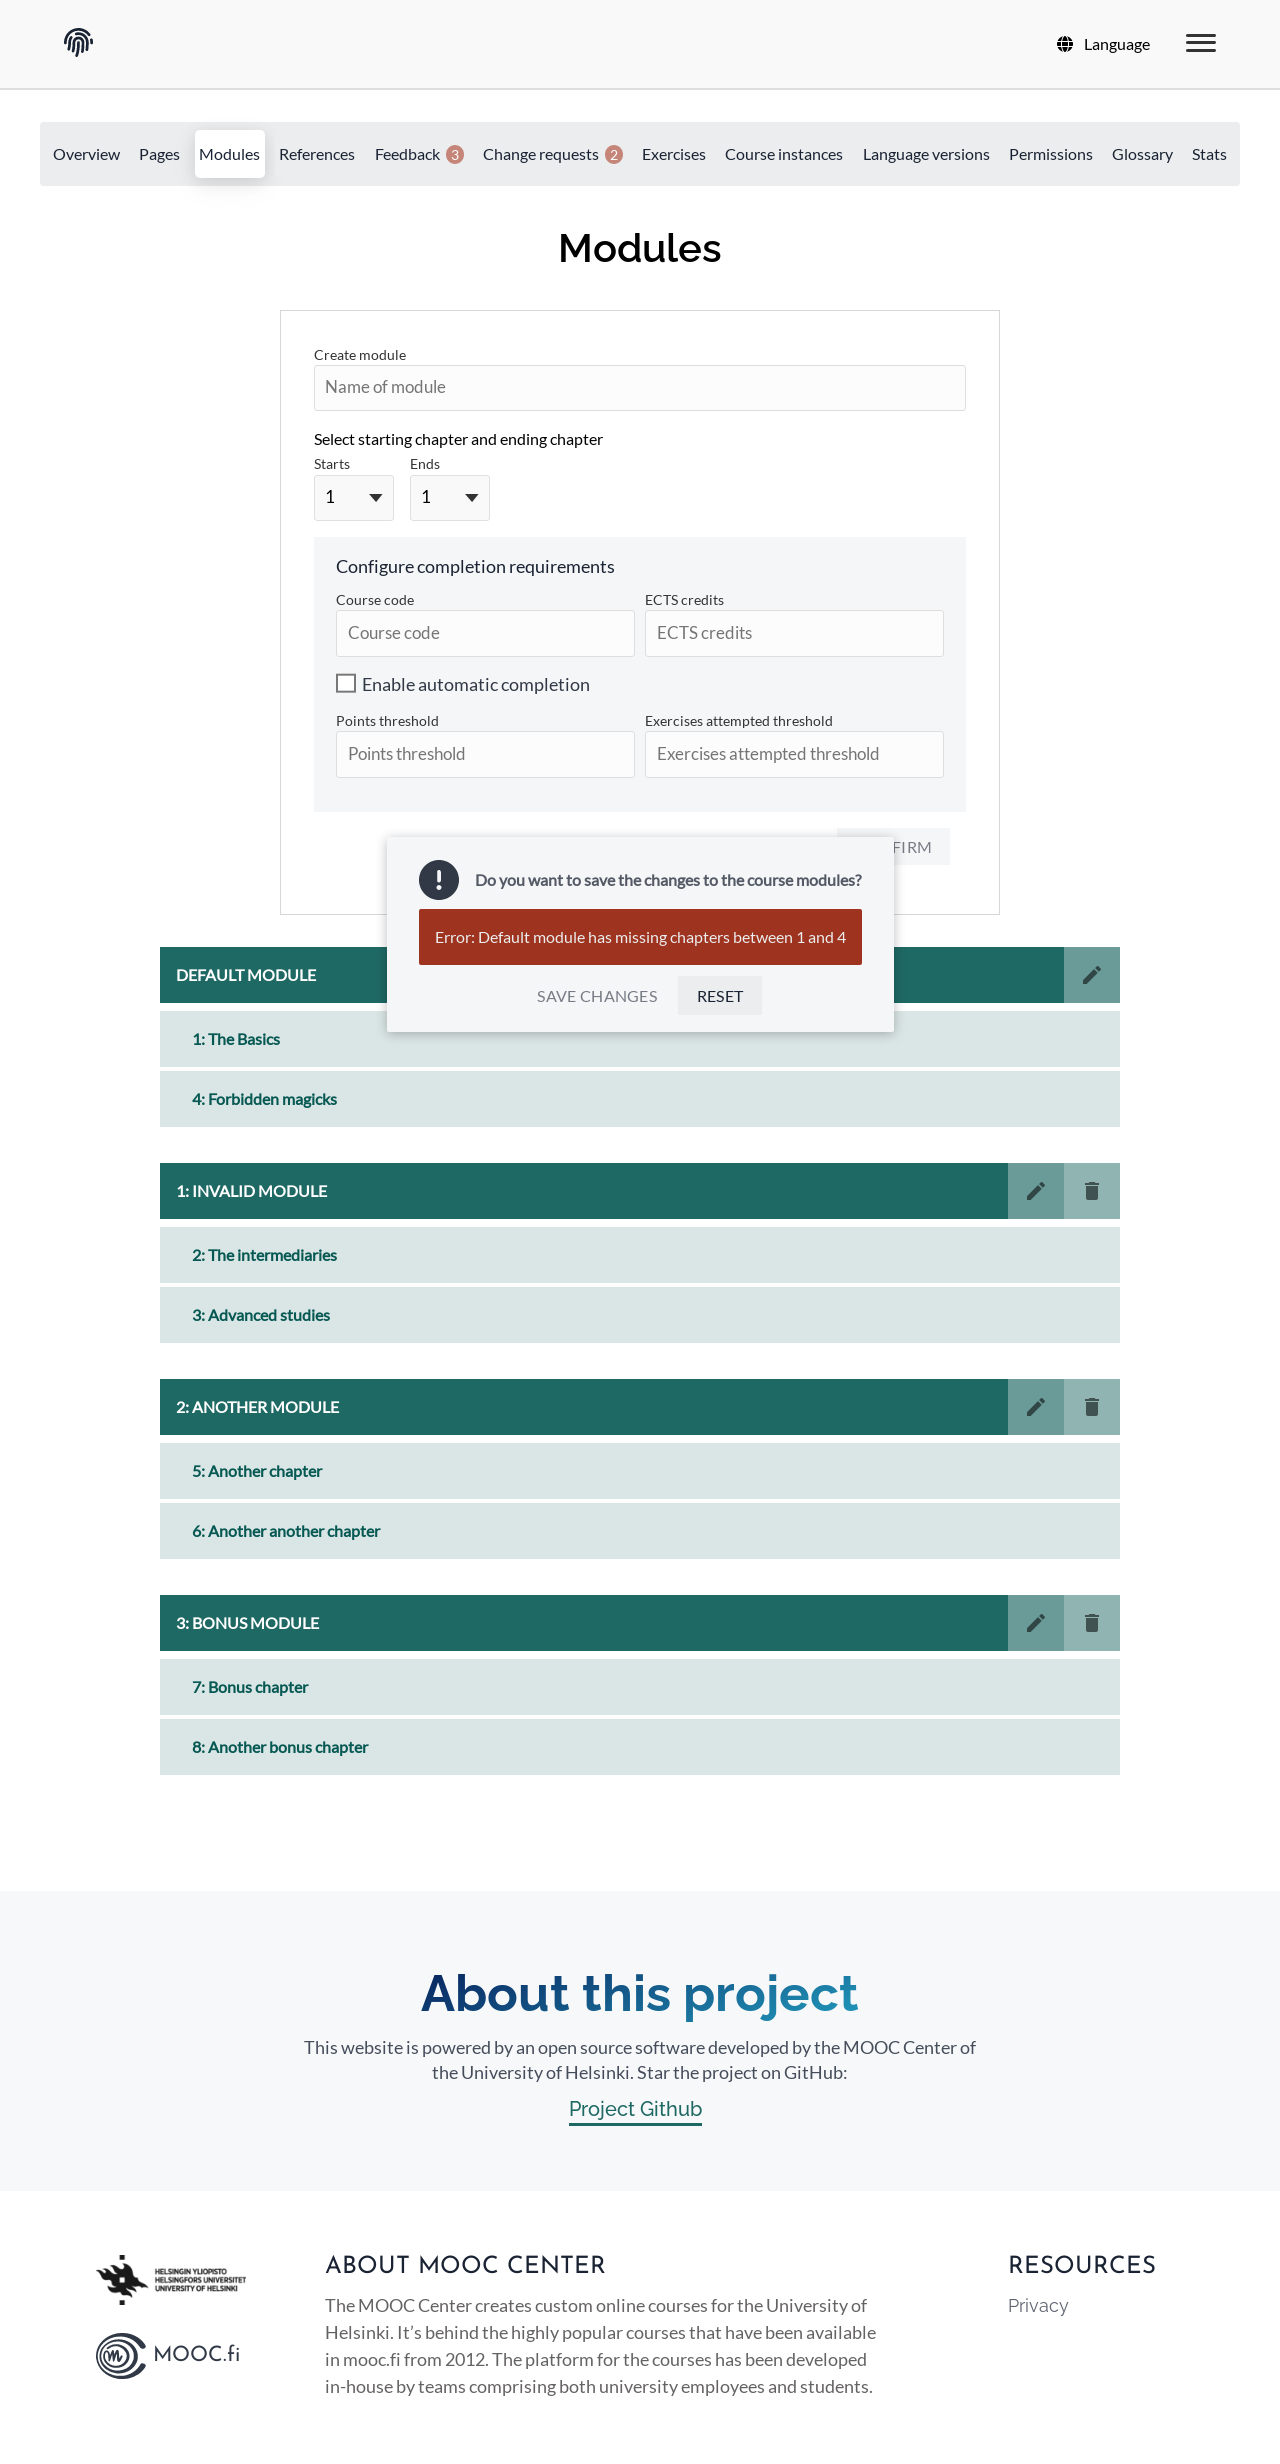 Language
Overview Pages Modules References Feedback 3 Change requests 2 Exercises Course instances Language versions Permissions Glossary Stats
Modules
Create module
Name of module
Select starting chapter and ending chapter
Starts Ends
1 1
Configure completion requirements
Course code ECTS credits
Course code ECTS credits
Enable automatic completion
Points threshold Exercises attempted threshold
Points threshold Exercises attempted threshold
FIRM
Do you want to save the changes to the course modules?
Error: Default module has missing chapters between 1 and 4
SAVE CHANGES RESET
DEFAULT MODULE
1: The Basics
4: Forbidden magicks
1: INVALID MODULE
2: The intermediaries
3: Advanced studies
2: ANOTHER MODULE
5: Another chapter
6: Another another chapter
3: BONUS MODULE
7: Bonus chapter
8: Another bonus chapter
About this project
This website is powered by an open source software developed by the MOOC Center of
the University of Helsinki. Star the project on GitHub:
Project Github
HELSINGIN YLIOPISTO
HELSINGFORS UNIVERSITET
UNIVERSITY OF HELSINKI
MOOC.fi
ABOUT MOOC CENTER
The MOOC Center creates custom online courses for the University of
Helsinki. It’s behind the highly popular courses that have been available
in mooc.fi from 2012. The platform for the courses has been developed
in-house by teams comprising both university employees and students.
RESOURCES
Privacy